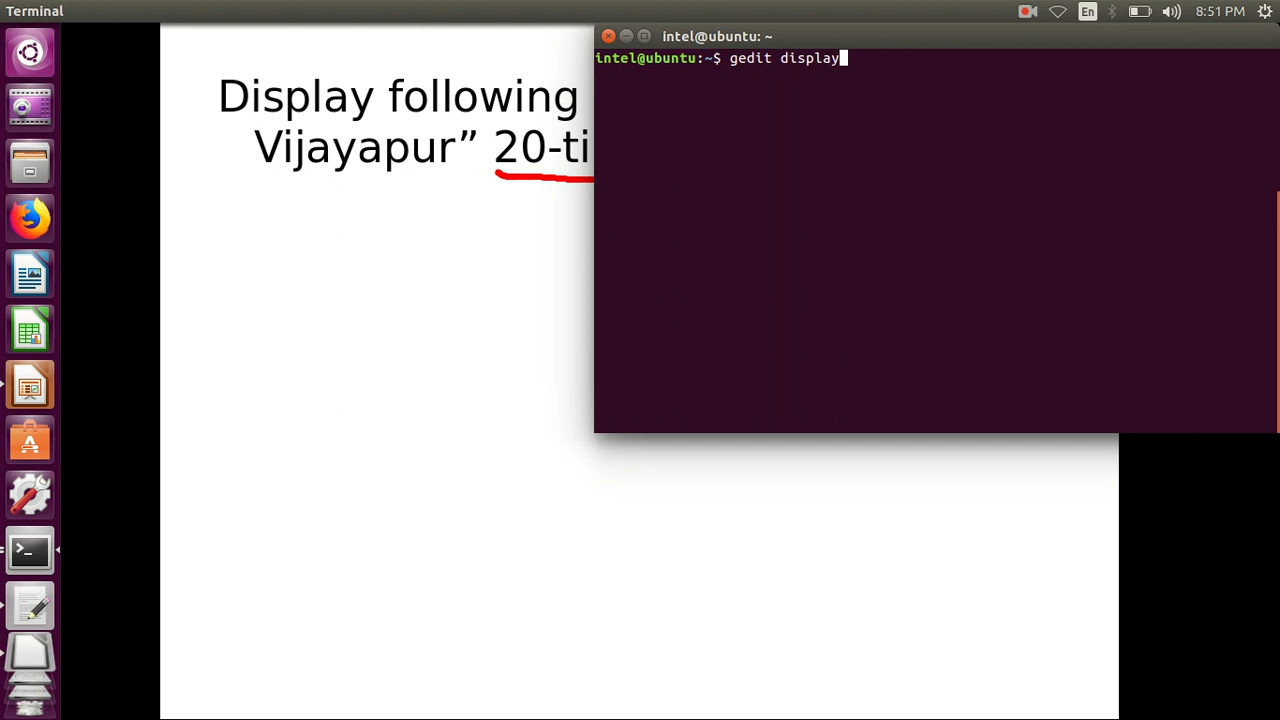 Terminal
En
8:51 PM
intel@ubuntu: ~
intel@ubuntu:~$ gedit display
Display following
Vijayapur” 20-ti